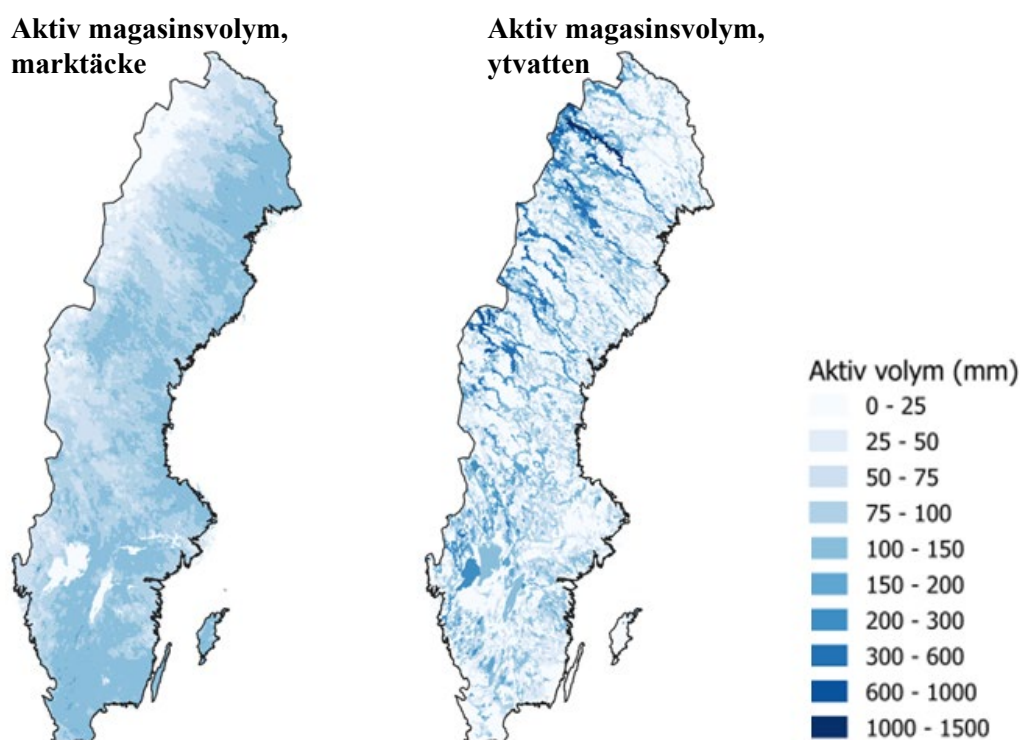 Aktiv magasinsvolym,
marktäcke
Aktiv magasinsvolym,
ytvatten
Aktiv volym (mm)
0 - 25
25 - 50
50 - 75
75 - 100
100 - 150
150 - 200
200 - 300
300 - 600
600 - 1000
1000 - 1500